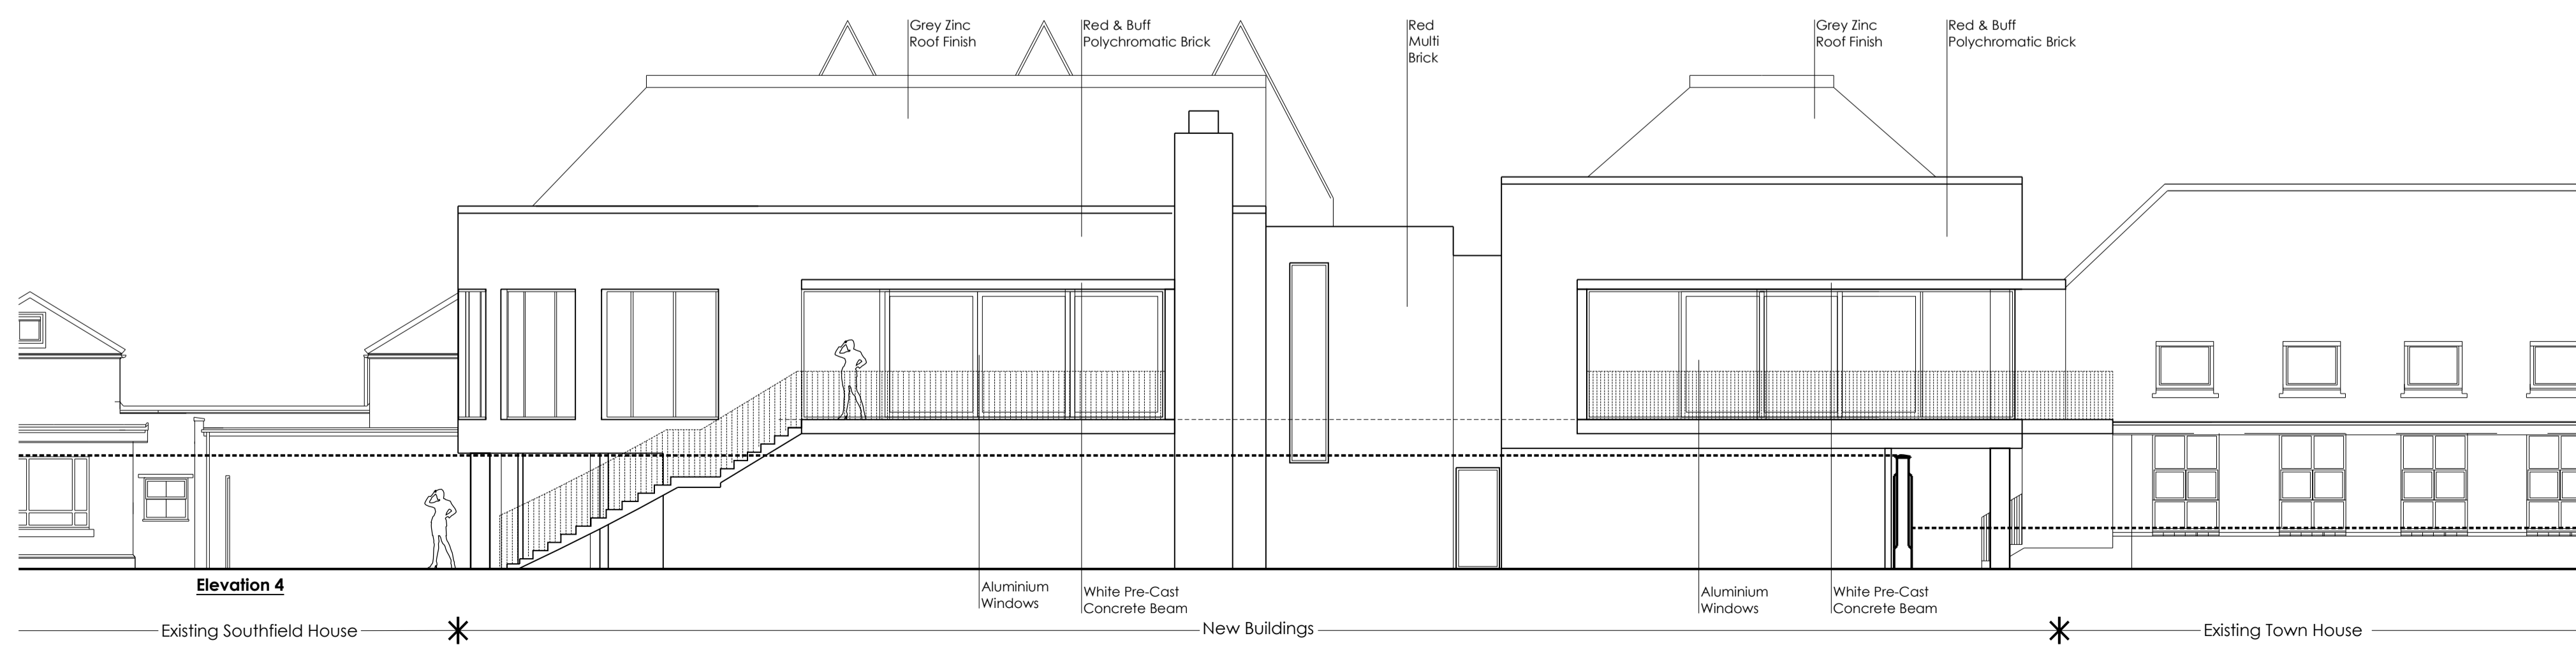 Grey Zinc
Roof Finish
Red & Buff
Polychromatic Brick
Red
Multi
Brick
Grey Zinc
Roof Finish
Red & Buff
Polychromatic Brick
Elevation 4
Aluminium
Windows
White Pre-Cast
Concrete Beam
Aluminium
Windows
White Pre-Cast
Concrete Beam
Existing Southfield House
New Buildings
Existing Town House